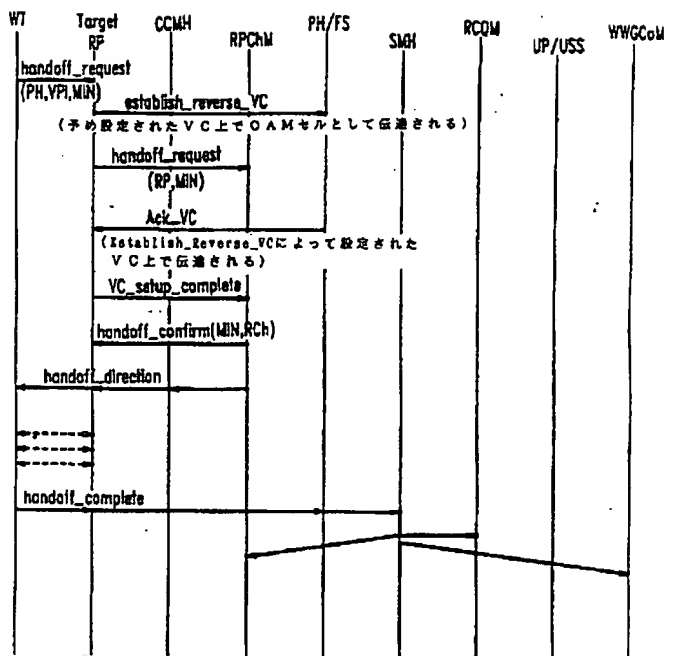 WT
Target
RP
CCMH
RPChM
PH/FS
SMH
RCOM
UP/USS
WWGCoM
handoff_request
(PH,VPI,MIN)
establish_reverse_VC
(予め設定されたVC上でOAMセルとして伝達される)
handoff_request
(RP,MIN)
Ack_VC
(Establish_Reverse_VCによって設定された
VC上で伝達される)
VC_setup_complete
handoff_confirm(MIN,RCh)
handoff_direction
handoff_complete